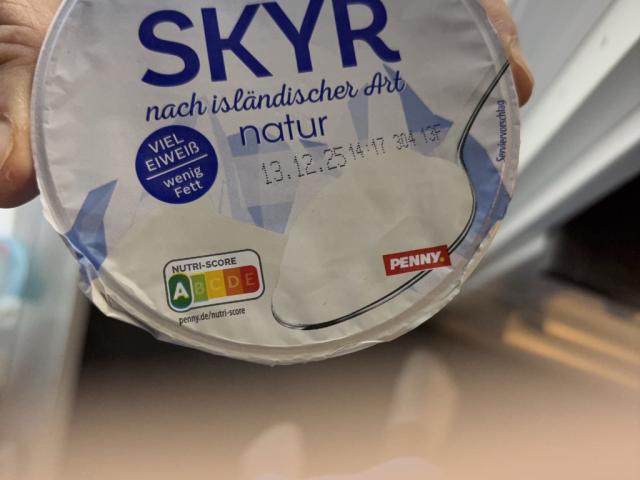 SKYR
nach isländischer Art
natur
VIEL
EIWEIß
wenig
Fett
13.12.25 14:17 304 13F
Serviervorschlag
NUTRI-SCORE
A B C D E
penny.de/nutri-score
PENNY.